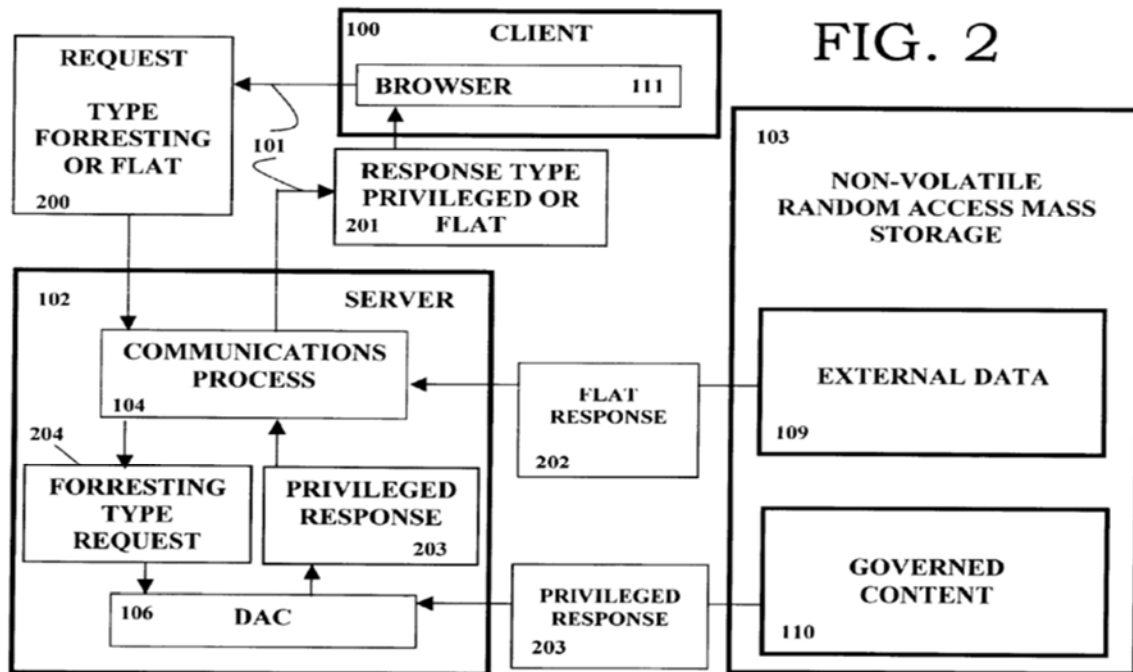 FIG. 2
100 CLIENT
BROWSER 111
REQUEST
TYPE
FORRESTING
OR FLAT
200
101
RESPONSE TYPE
PRIVILEGED OR
201 FLAT
103
NON-VOLATILE
RANDOM ACCESS MASS
STORAGE
102 SERVER
COMMUNICATIONS
PROCESS
104
FLAT
RESPONSE
202
EXTERNAL DATA
109
204
FORRESTING
TYPE
REQUEST
PRIVILEGED
RESPONSE
203
106 DAC
PRIVILEGED
RESPONSE
203
GOVERNED
CONTENT
110